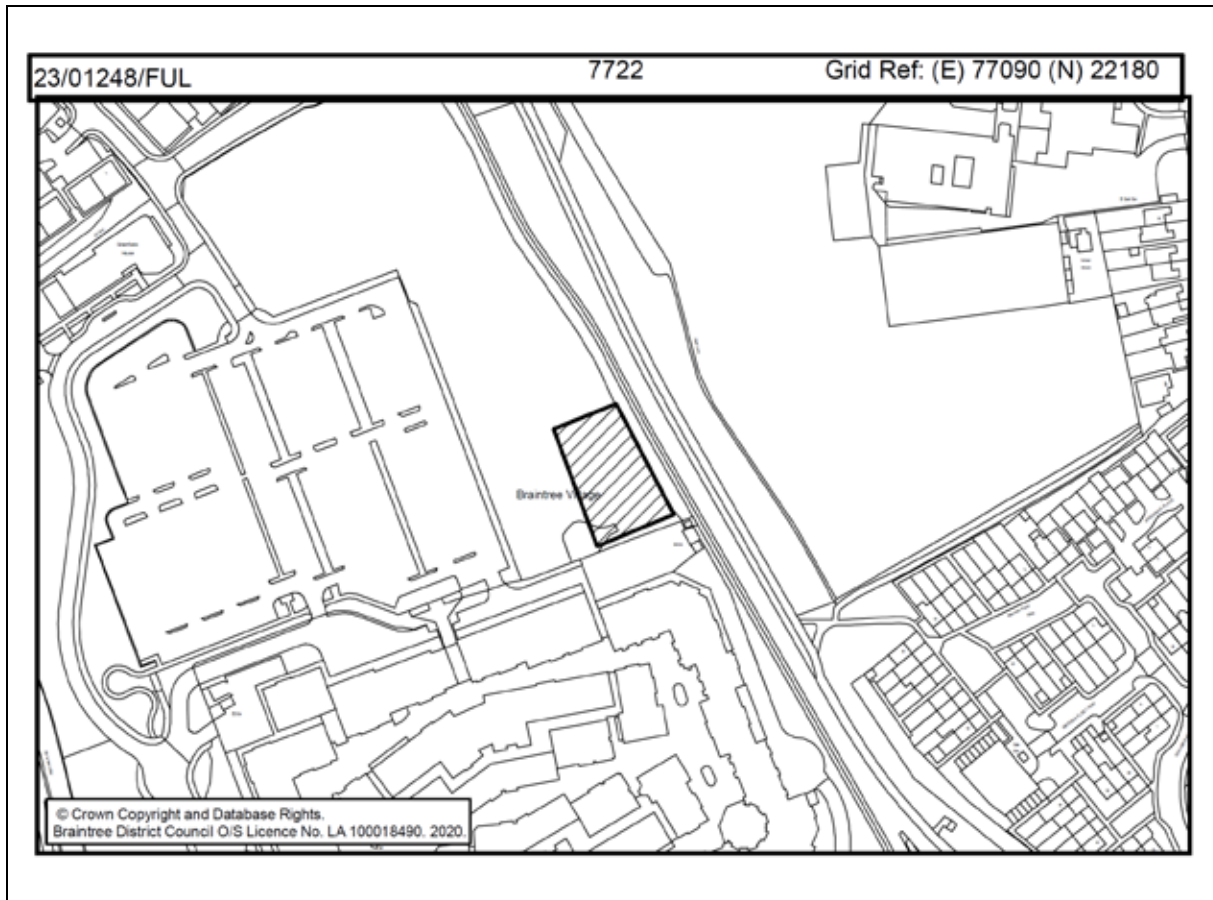 23/01248/FUL 7722 Grid Ref: (E) 77090 (N) 22180
Braintree Village
© Crown Copyright and Database Rights.
Braintree District Council O/S Licence No. LA 100018490. 2020.